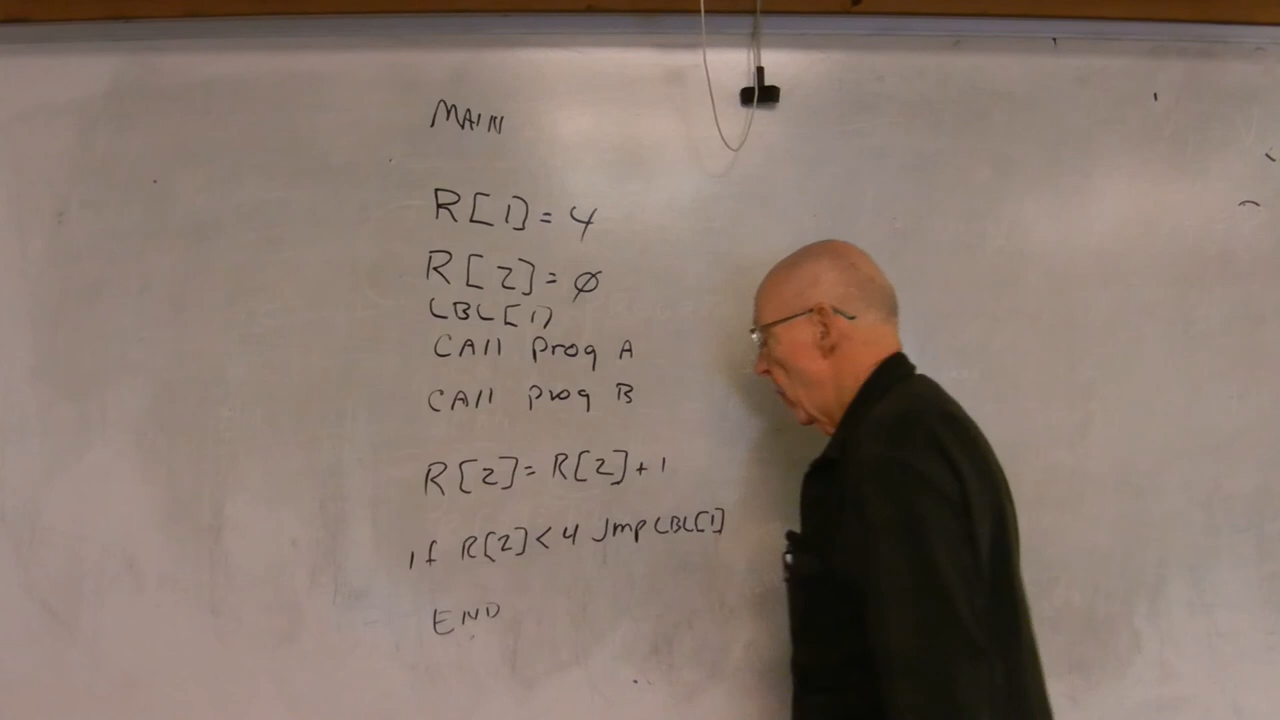 MAIN
R[1]=4
R[2]=Ø
LBL[1]
CAll Prog A
CAll prog B
R[2]=R[2]+1
If R[2]<4 Jmp LBL[1]
END